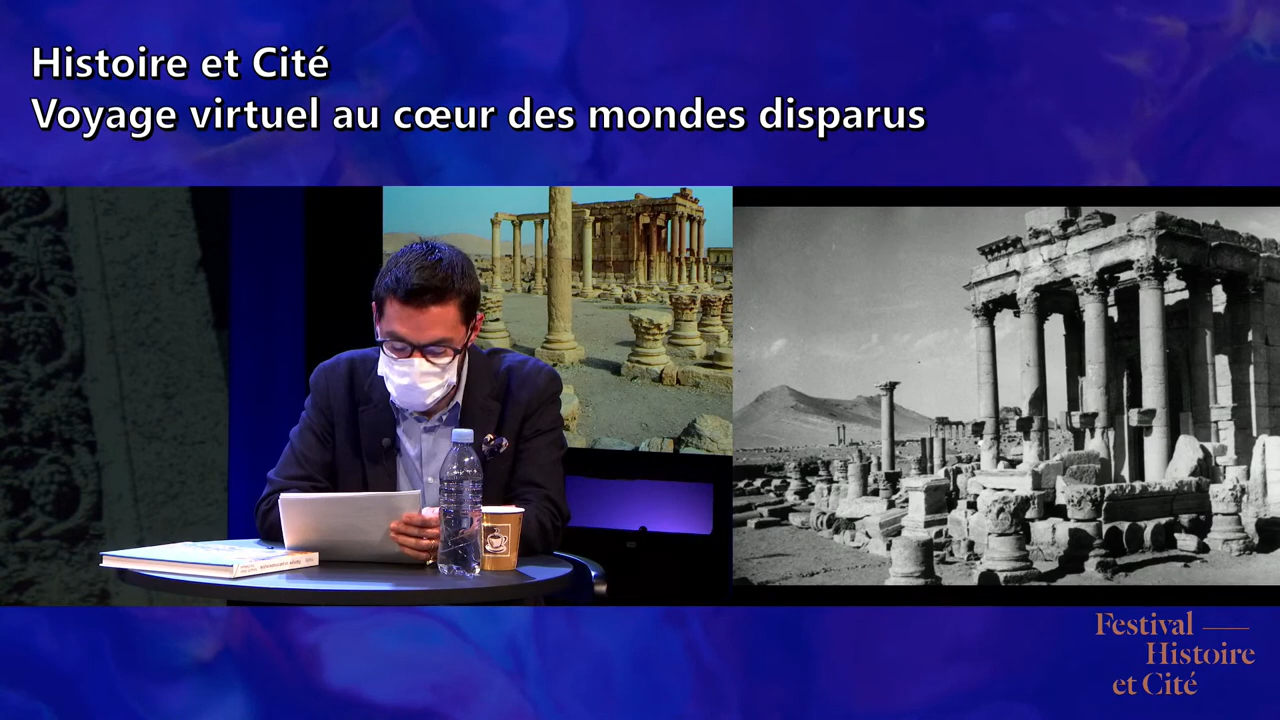 Histoire et Cité
Voyage virtuel au cœur des mondes disparus
Festival
Histoire
et Cité